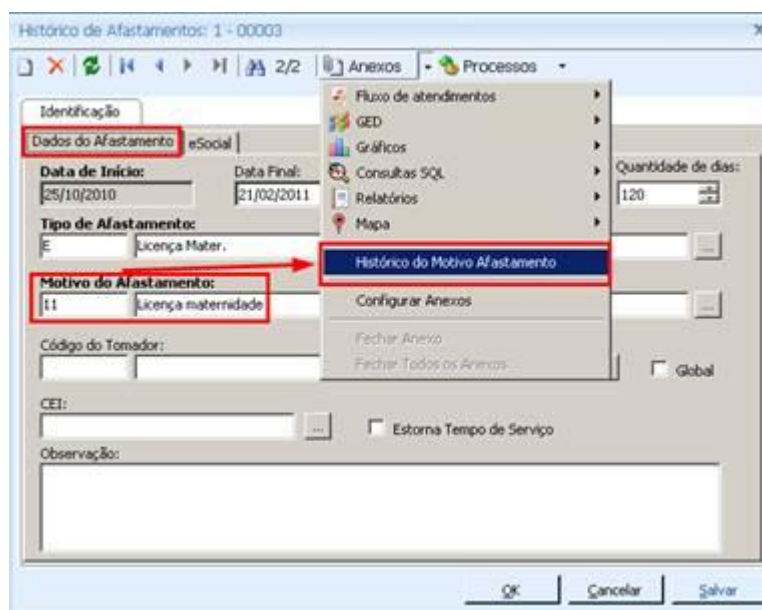 Histórico de Afastamentos: 1 - 00003
2/2 Anexos Processos
Identificação
Dados do Afastamento eSocial
Fluxo de atendimentos
GED
Gráficos
Consultas SQL
Relatórios
Mapa
Histórico do Motivo Afastamento
Configurar Anexos
Fechar Anexo
Fechar Todos os Anexos
Data de Início: Data Final: Quantidade de dias:
25/10/2010 21/02/2011 120
Tipo de Afastamento:
E Licença Mater.
Motivo do Afastamento:
11 Licença maternidade
Código do Tomador:
Global
CEI:
Estorna Tempo de Serviço
Observação:
OK Cancelar Salvar